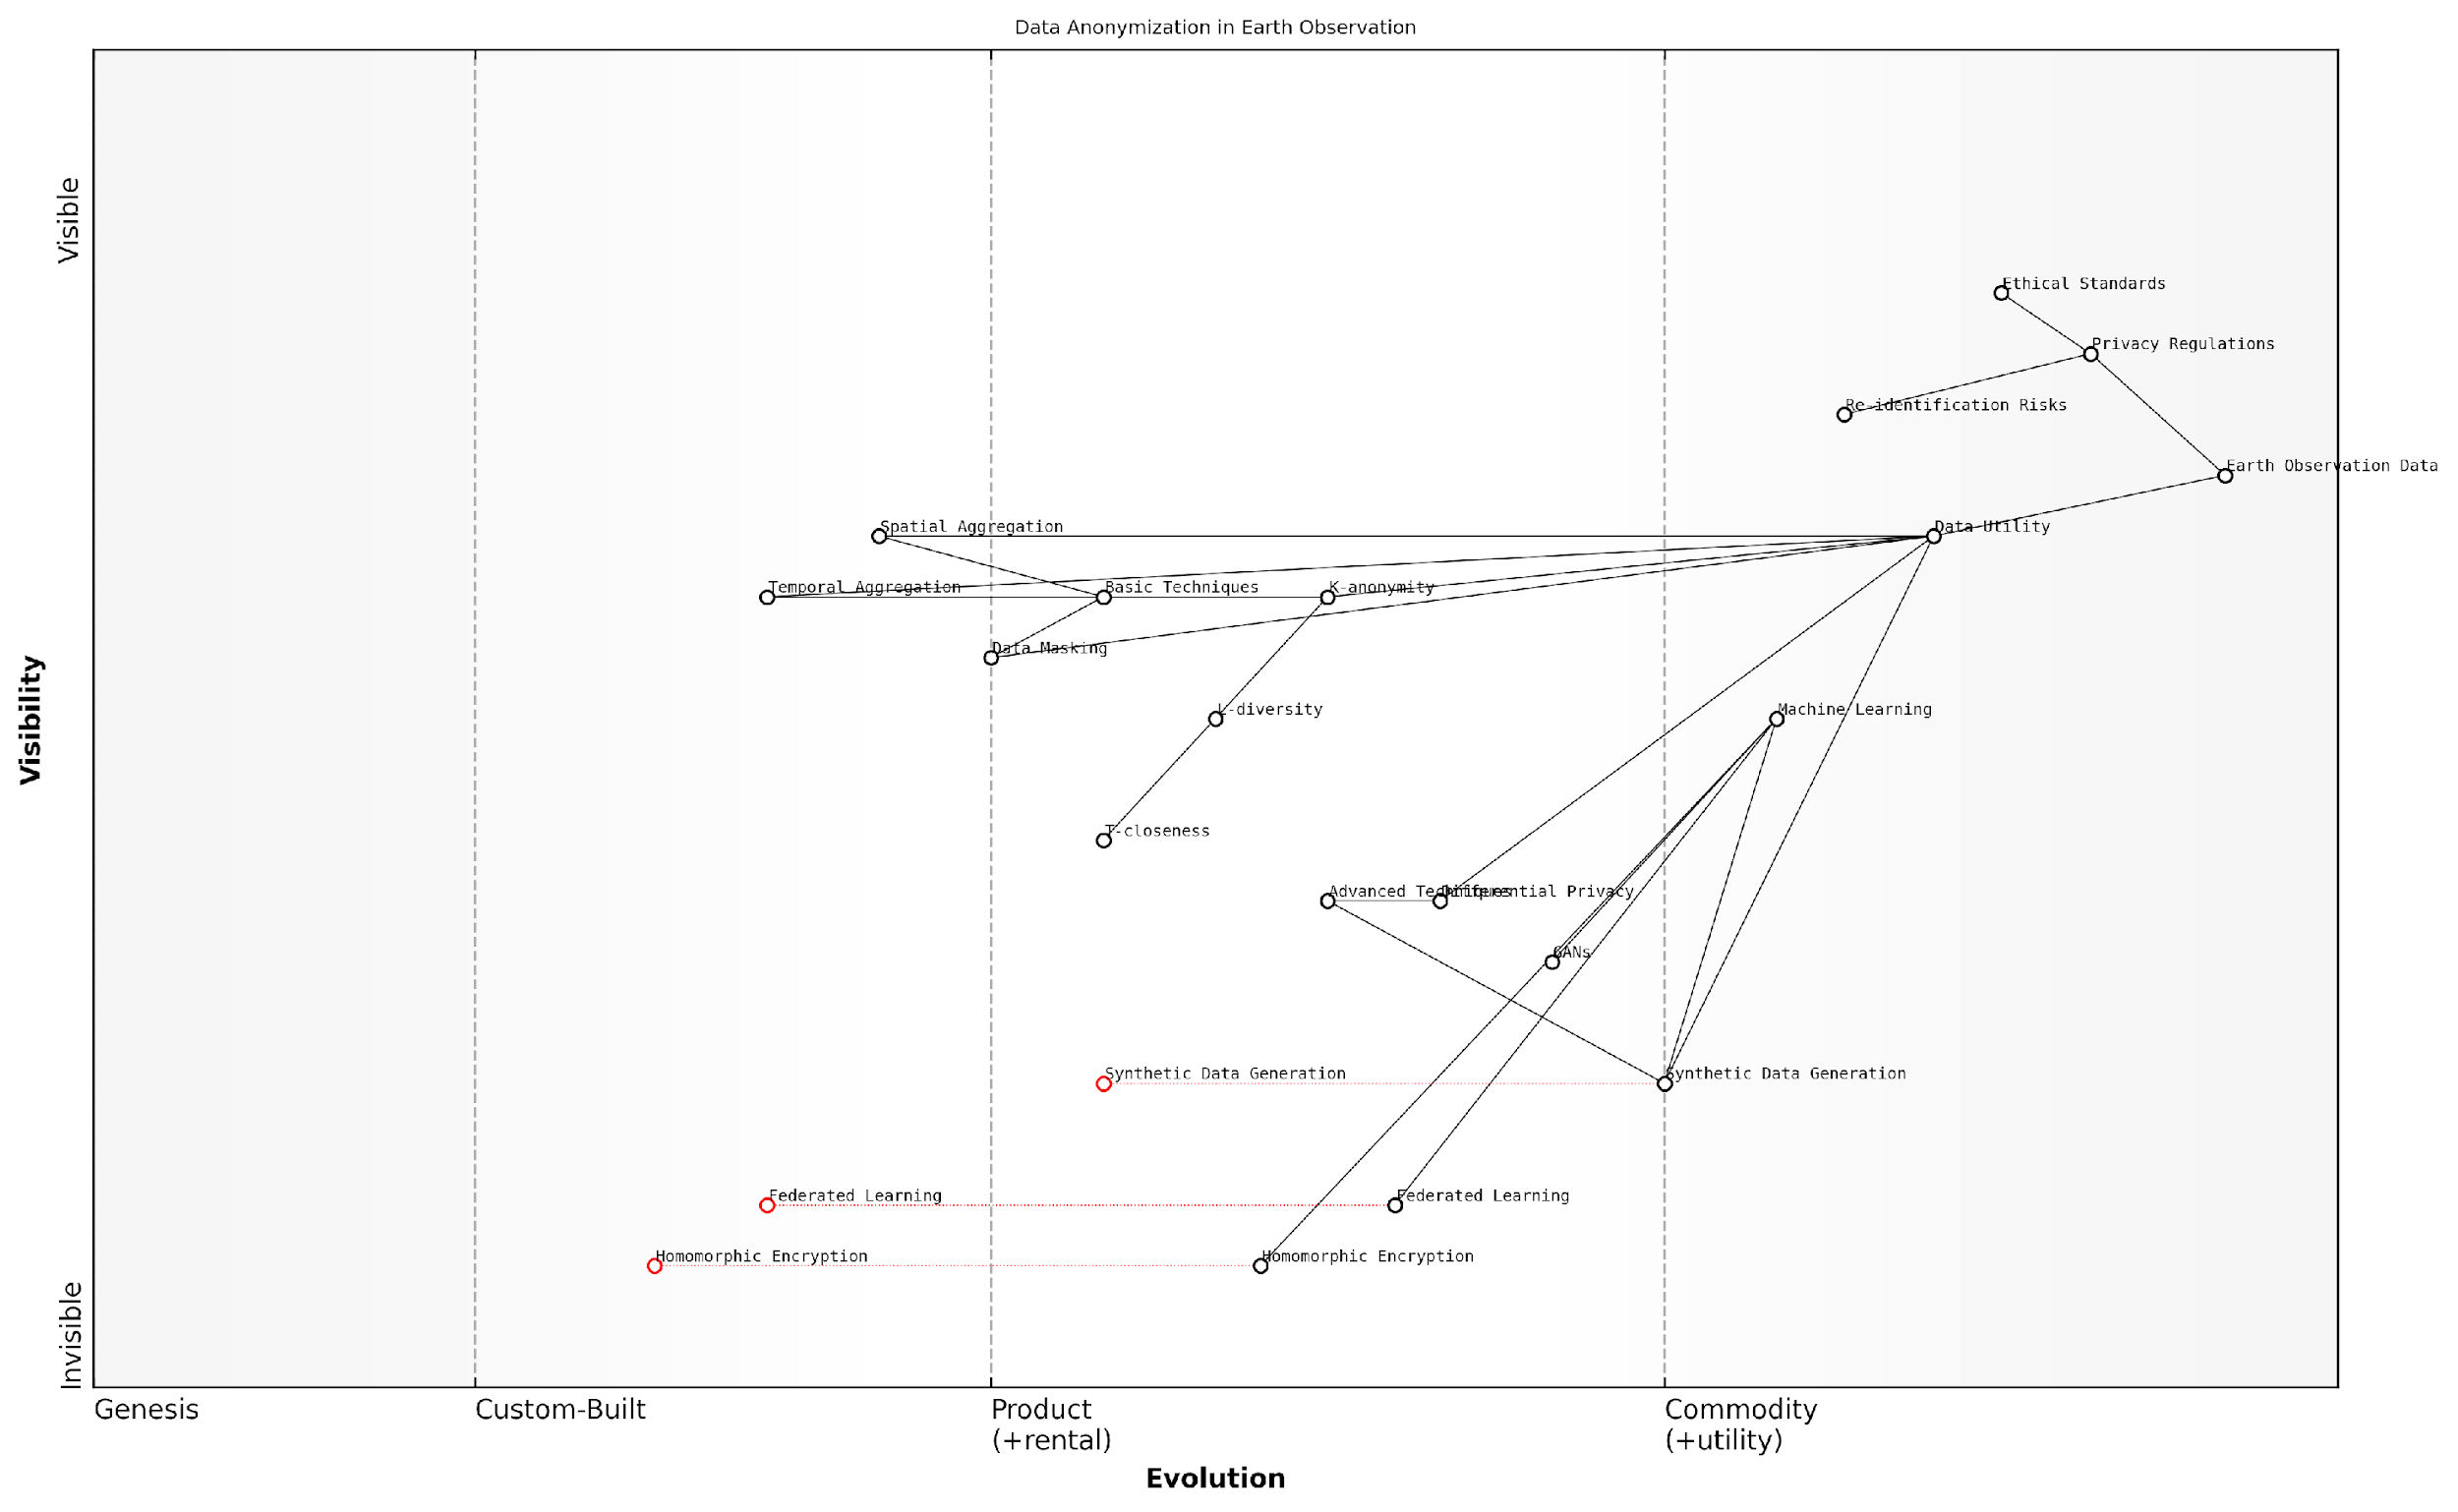 Data Anonymization in Earth Observation
Visible
Ethical Standards
Privacy Regulations
Re-identification Risks
Earth Observation Data
Spatial Aggregation
Data Utility
Temporal Aggregation
Basic Techniques
K-anonymity
Data Masking
L-diversity
Machine Learning
T-closeness
Advanced Techniques
Differential Privacy
GANs
Synthetic Data Generation
Synthetic Data Generation
Federated Learning
Federated Learning
Homomorphic Encryption
Homomorphic Encryption
Visibility
Invisible
Genesis
Custom-Built
Product
(+rental)
Commodity
(+utility)
Evolution